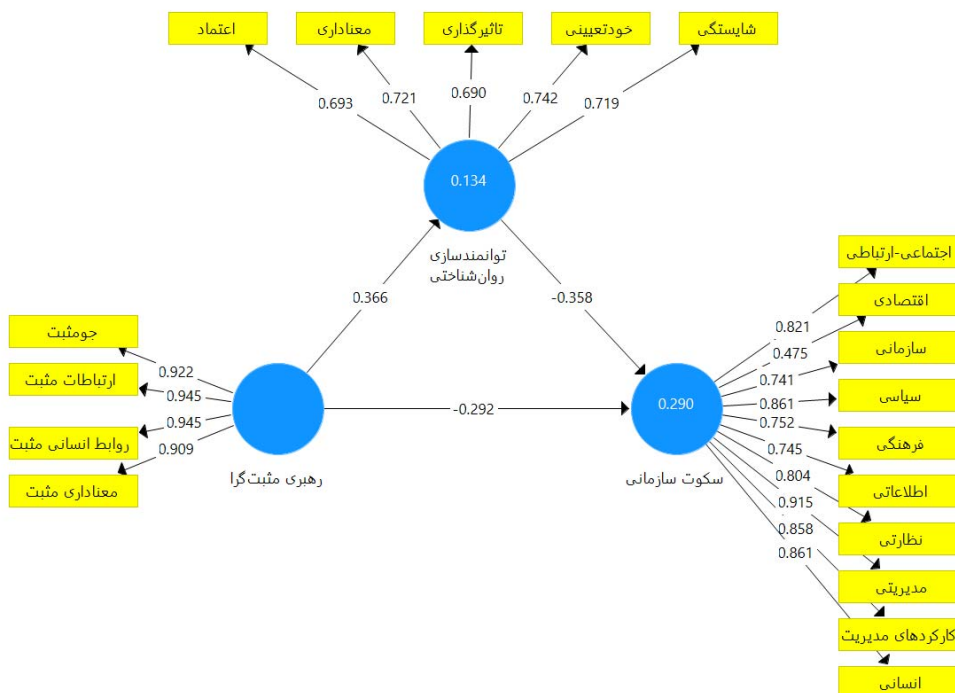 شایستگی
خودتعیینی
تاثیرگذاری
معناداری
اعتماد
0.693
0.721
0.690
0.742
0.719
0.134
توانمندسازی
روان‌شناختی
0.366
-0.358
جومثبت
ارتباطات مثبت
روابط انسانی مثبت
معناداری مثبت
0.922
0.945
0.945
0.909
رهبری مثبت‌گرا
-0.292
0.290
سکوت سازمانی
0.821
0.475
0.741
0.861
0.752
0.745
0.804
0.915
0.858
0.861
اجتماعی-ارتباطی
اقتصادی
سازمانی
سیاسی
فرهنگی
اطلاعاتی
نظارتی
مدیریتی
کارکردهای مدیریت
انسانی